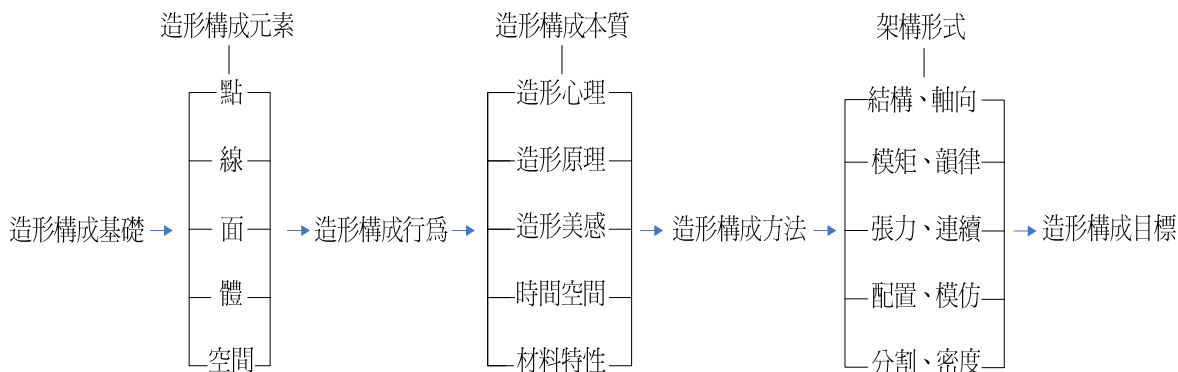 造形構成元素
造形構成本質
架構形式
點
線
面
體
空間
造形心理
造形原理
造形美感
時間空間
材料特性
結構、軸向
模矩、韻律
張力、連續
配置、模仿
分割、密度
造形構成基礎
造形構成行為
造形構成方法
造形構成目標